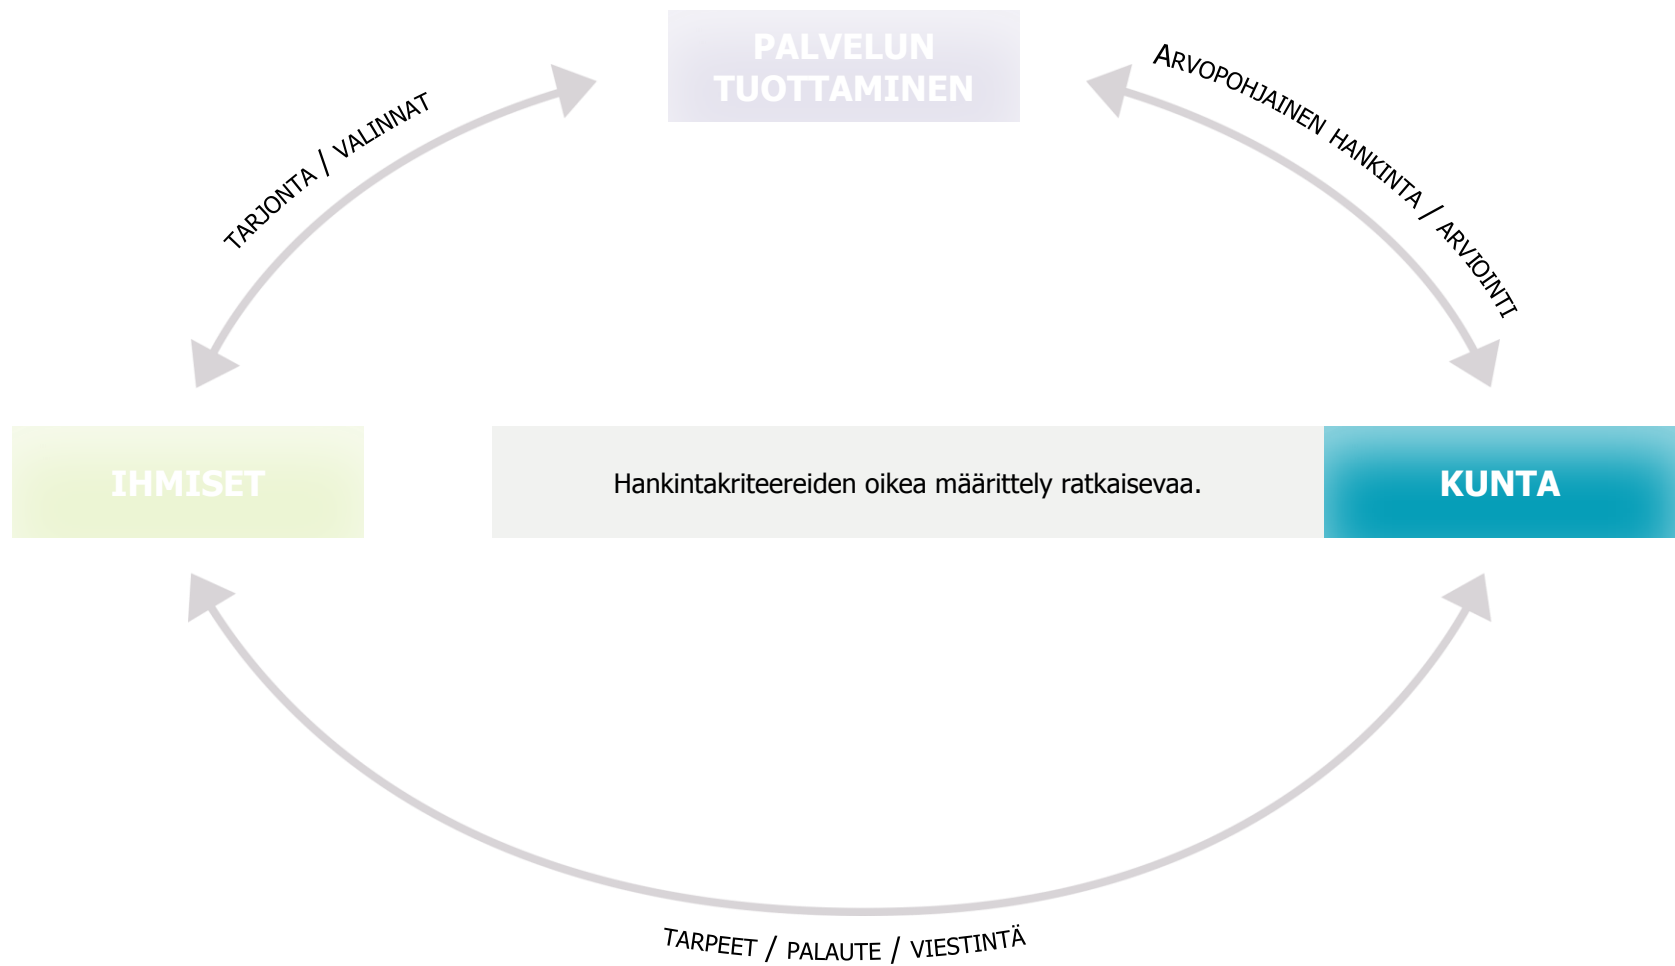 PALVELUN
TUOTTAMINEN
TARJONTA / VALINNAT
ARVOPOHJAINEN HANKINTA / ARVIOINTI
IHMISET
Hankintakriteereiden oikea määrittely ratkaisevaa.
KUNTA
TARPEET / PALAUTE / VIESTINTÄ